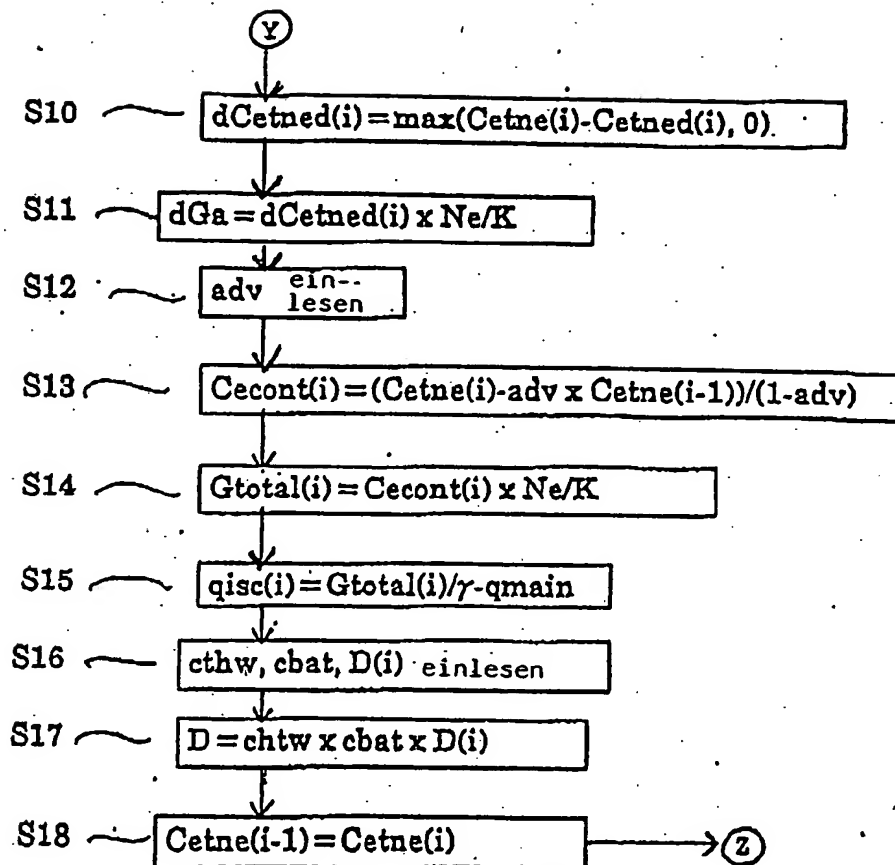 Y
S10 dCetned(i)=max(Cetne(i)-Cetned(i), 0)
S11 dGa=dCetned(i) x Ne/K
S12 adv ein--
lesen
S13 Cecont(i)=(Cetne(i)-adv x Cetne(i-1))/(1-adv)
S14 Gtotal(i)=Cecont(i) x Ne/K
S15 qisc(i)=Gtotal(i)/γ-qmain
S16 cthw, cbat, D(i) einlesen
S17 D=chtw x cbat x D(i)
S18 Cetne(i-1)=Cetne(i)
Z